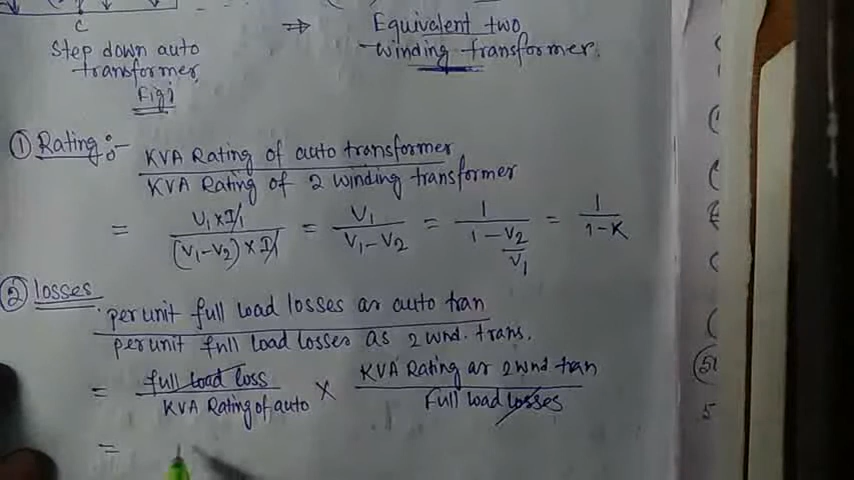 C
Step down auto
transformer
Fig i
⇒
Equivalent two
winding transformer.
① Rating :-
KVA Rating of auto transformer
KVA Rating of 2 winding transformer
= V1 × I1 / (V1-V2) × I1 = V1 / V1-V2 = 1 / 1 - V2/V1 = 1 / 1-K
② losses
per unit full load losses as auto tran
per unit full load losses as 2 wnd. trans.
= full load loss / KVA Rating of auto × KVA Rating as 2 wnd tran / Full load losses
=